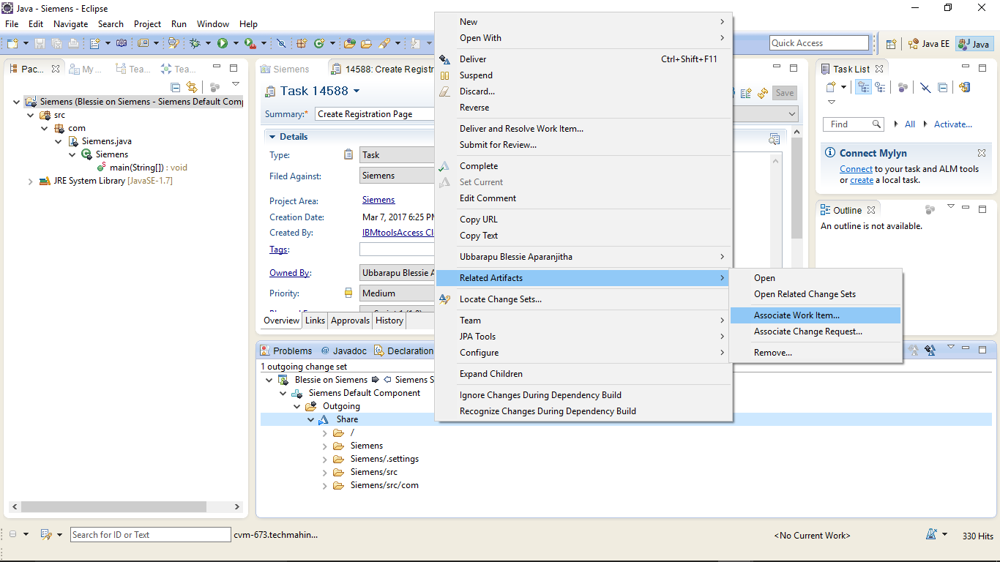 Java - Siemens - Eclipse
File Edit Navigate Search Project Run Window Help
Quick Access
Java EE
Java
Pac...
My ...
Tea...
Tea...
Siemens (Blessie on Siemens - Siemens Default Comp
src
com
Siemens.java
Siemens
main(String[]) : void
JRE System Library [JavaSE-1.7]
Siemens
14588: Create Registr
Task 14588
Save
Summary:*
Create Registration Page
Details
Type:
Task
Filed Against:
Siemens
Project Area:
Siemens
Creation Date:
Mar 7, 2017 6:25 PM
Created By:
IBMtoolsAccess Cl
Tags:
Owned By:
Ubbarapu Blessie A
Priority:
Medium
Overview
Links
Approvals
History
New
Open With
Deliver Ctrl+Shift+F11
Suspend
Discard...
Reverse
Deliver and Resolve Work Item...
Submit for Review...
Complete
Set Current
Edit Comment
Copy URL
Copy Text
Ubbarapu Blessie Aparanjitha
Related Artifacts
Locate Change Sets...
Team
JPA Tools
Configure
Expand Children
Ignore Changes During Dependency Build
Recognize Changes During Dependency Build
Open
Open Related Change Sets
Associate Work Item...
Associate Change Request...
Remove...
Task List
Find
All
Activate...
Connect Mylyn
Connect to your task and ALM tools
or create a local task.
Outline
An outline is not available.
Problems
@ Javadoc
Declaration
1 outgoing change set
Blessie on Siemens
Siemens S
Siemens Default Component
Outgoing
Share
/
Siemens
Siemens/.settings
Siemens/src
Siemens/src/com
Search for ID or Text
cvm-673.techmahin...
<No Current Work>
330 Hits